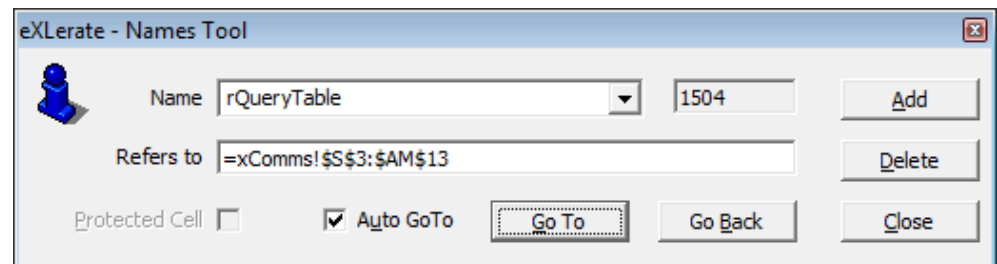 eXLerate - Names Tool
Name rQueryTable 1504 Add
Refers to =xComms!$S$3:$AM$13 Delete
Protected Cell Auto GoTo Go To Go Back Close